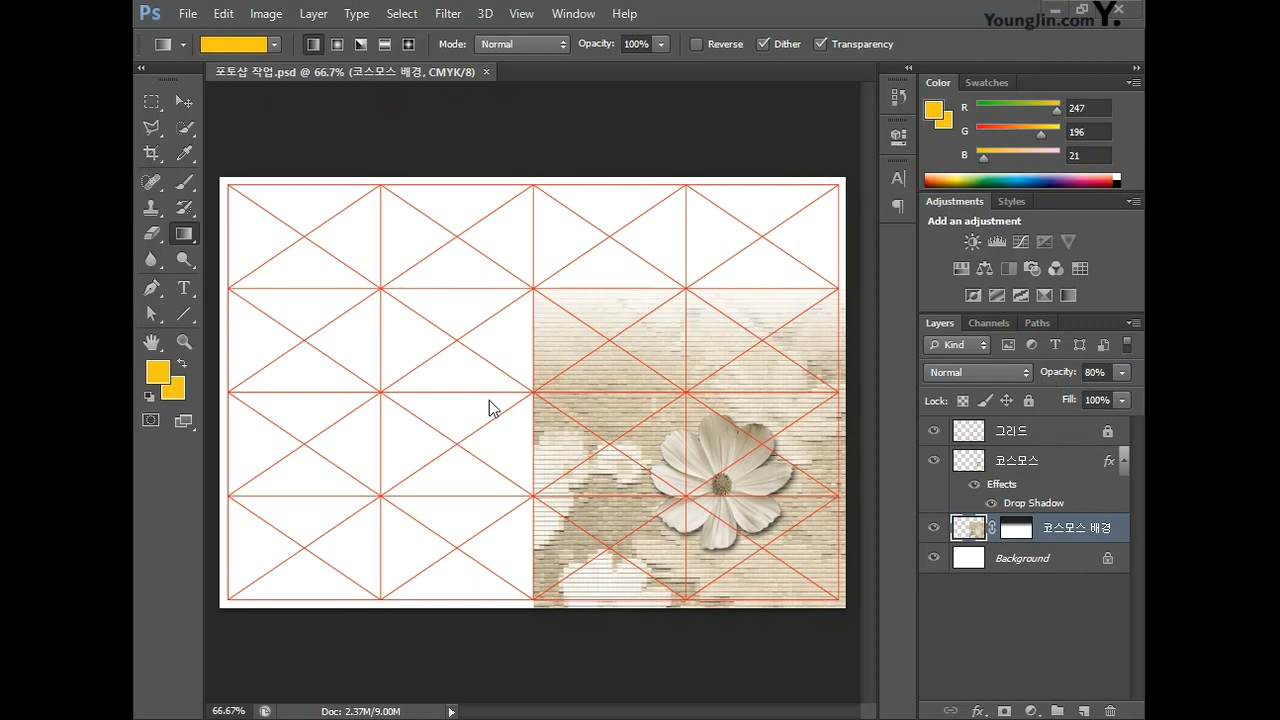 Ps File Edit Image Layer Type Select Filter 3D View Window Help
YoungJin.com Y.
Mode: Normal Opacity: 100% Reverse Dither Transparency
포토샵 작업.psd @ 66.7% (코스모스 배경, CMYK/8) ×
Color Swatches
R 247
G 196
B 21
Adjustments Styles
Add an adjustment
Layers Channels Paths
Kind
Normal Opacity: 80%
Lock: Fill: 100%
그리드
코스모스 fx
Effects
Drop Shadow
코스모스 배경
Background
66.67% Doc: 2.37M/9.00M